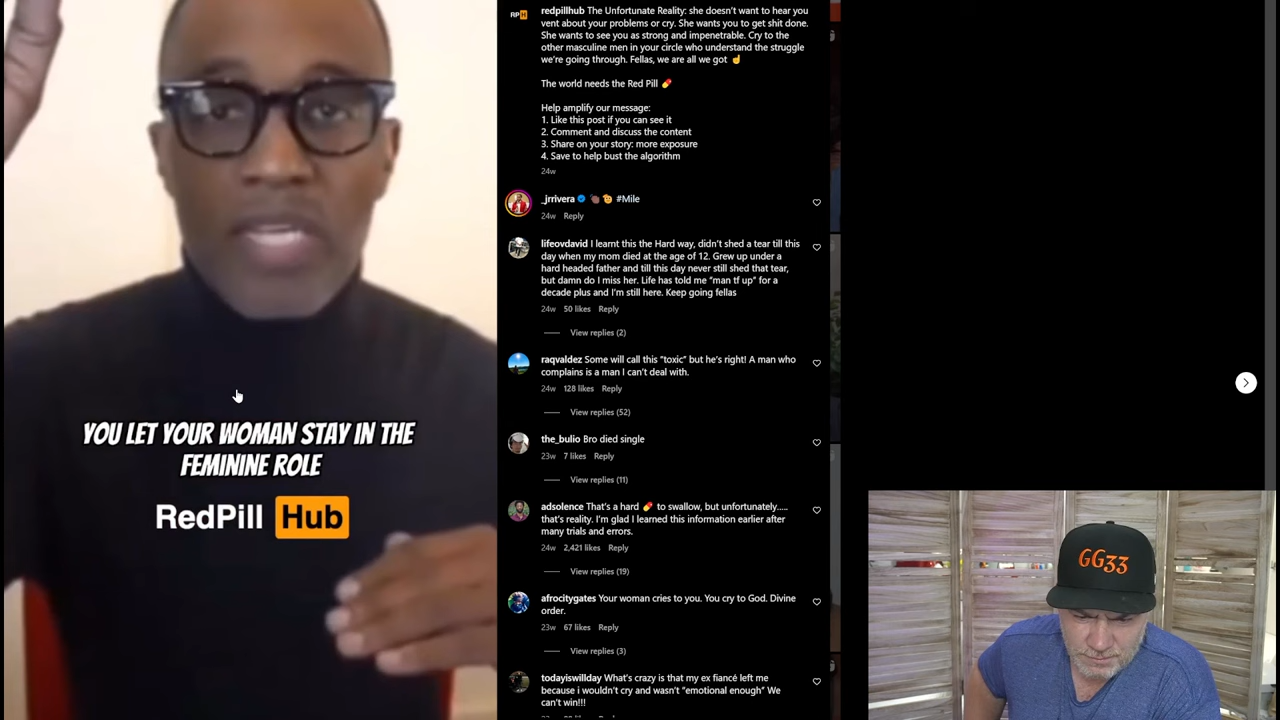 YOU LET YOUR WOMAN STAY IN THE
FEMININE ROLE
RedPill Hub
RP H
redpillhub The Unfortunate Reality: she doesn't want to hear you
vent about your problems or cry. She wants you to get shit done.
She wants to see you as strong and impenetrable. Cry to the
other masculine men in your circle who understand the struggle
we're going through. Fellas, we are all we got ☝️
The world needs the Red Pill 💊
Help amplify our message:
1. Like this post if you can see it
2. Comment and discuss the content
3. Share on your story: more exposure
4. Save to help bust the algorithm
24w
_jrrivera #Mile
24w Reply
lifeovdavid I learnt this the Hard way, didn't shed a tear till this
day when my mom died at the age of 12. Grew up under a
hard headed father and till this day never still shed that tear,
but damn do I miss her. Life has told me "man tf up" for a
decade plus and I'm still here. Keep going fellas
24w 50 likes Reply
View replies (2)
raqvaldez Some will call this "toxic" but he's right! A man who
complains is a man I can't deal with.
24w 128 likes Reply
View replies (52)
the_bulio Bro died single
23w 7 likes Reply
View replies (11)
adsolence That's a hard 💊 to swallow, but unfortunately.....
that's reality. I'm glad I learned this information earlier after
many trials and errors.
24w 2,421 likes Reply
View replies (19)
afrocitygates Your woman cries to you. You cry to God. Divine
order.
23w 67 likes Reply
View replies (3)
todayiswillday What's crazy is that my ex fiancé left me
because i wouldn't cry and wasn't "emotional enough" We
can't win!!!
GG33